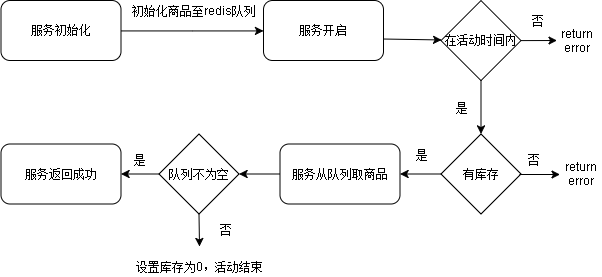 服务初始化
初始化商品至redis队列
服务开启
在活动时间内
否
return
error
是
服务返回成功
是
队列不为空
服务从队列取商品
是
有库存
否
return
error
否
设置库存为0，活动结束